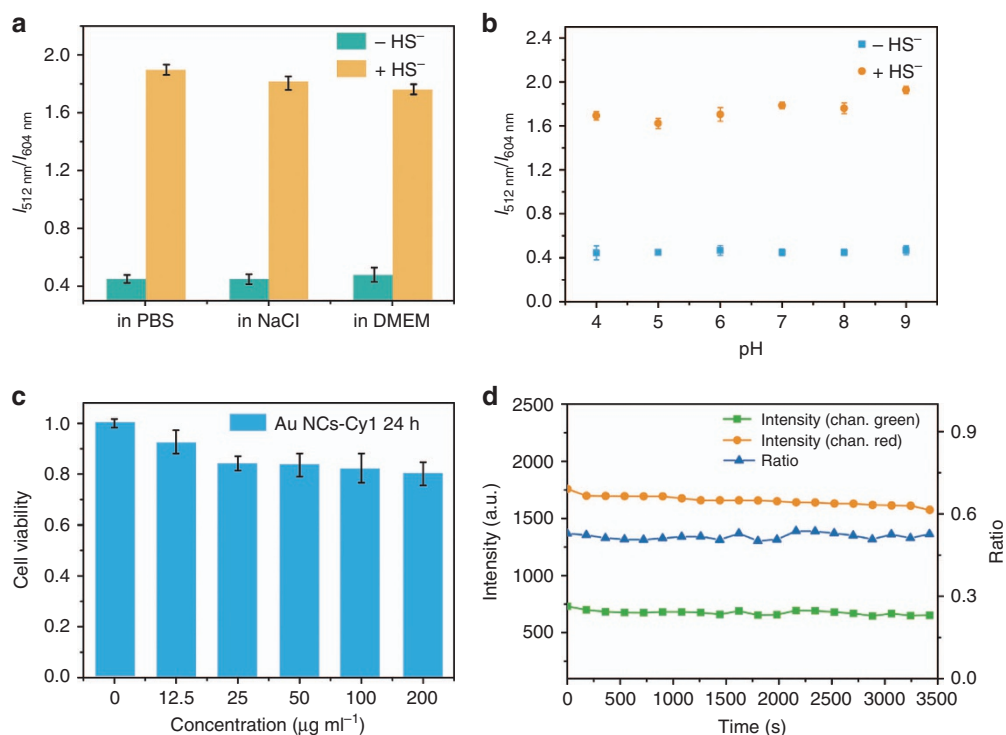 a
− HS⁻
+ HS⁻
2.0
1.6
1.2
0.8
0.4
I512 nm/I604 nm
in PBS
in NaCl
in DMEM
b
− HS⁻
+ HS⁻
2.4
2.0
1.6
1.2
0.8
0.4
0.0
I512 nm/I604 nm
4
5
6
7
8
9
pH
c
Au NCs-Cy1 24 h
1.0
0.8
0.6
0.4
0.2
0.0
Cell viability
0
12.5
25
50
100
200
Concentration (μg ml⁻¹)
d
Intensity (chan. green)
Intensity (chan. red)
Ratio
2500
2000
1750
1500
1000
500
Intensity (a.u.)
0.9
0.6
0.3
0.0
Ratio
0
500
1000
1500
2000
2500
3000
3500
Time (s)